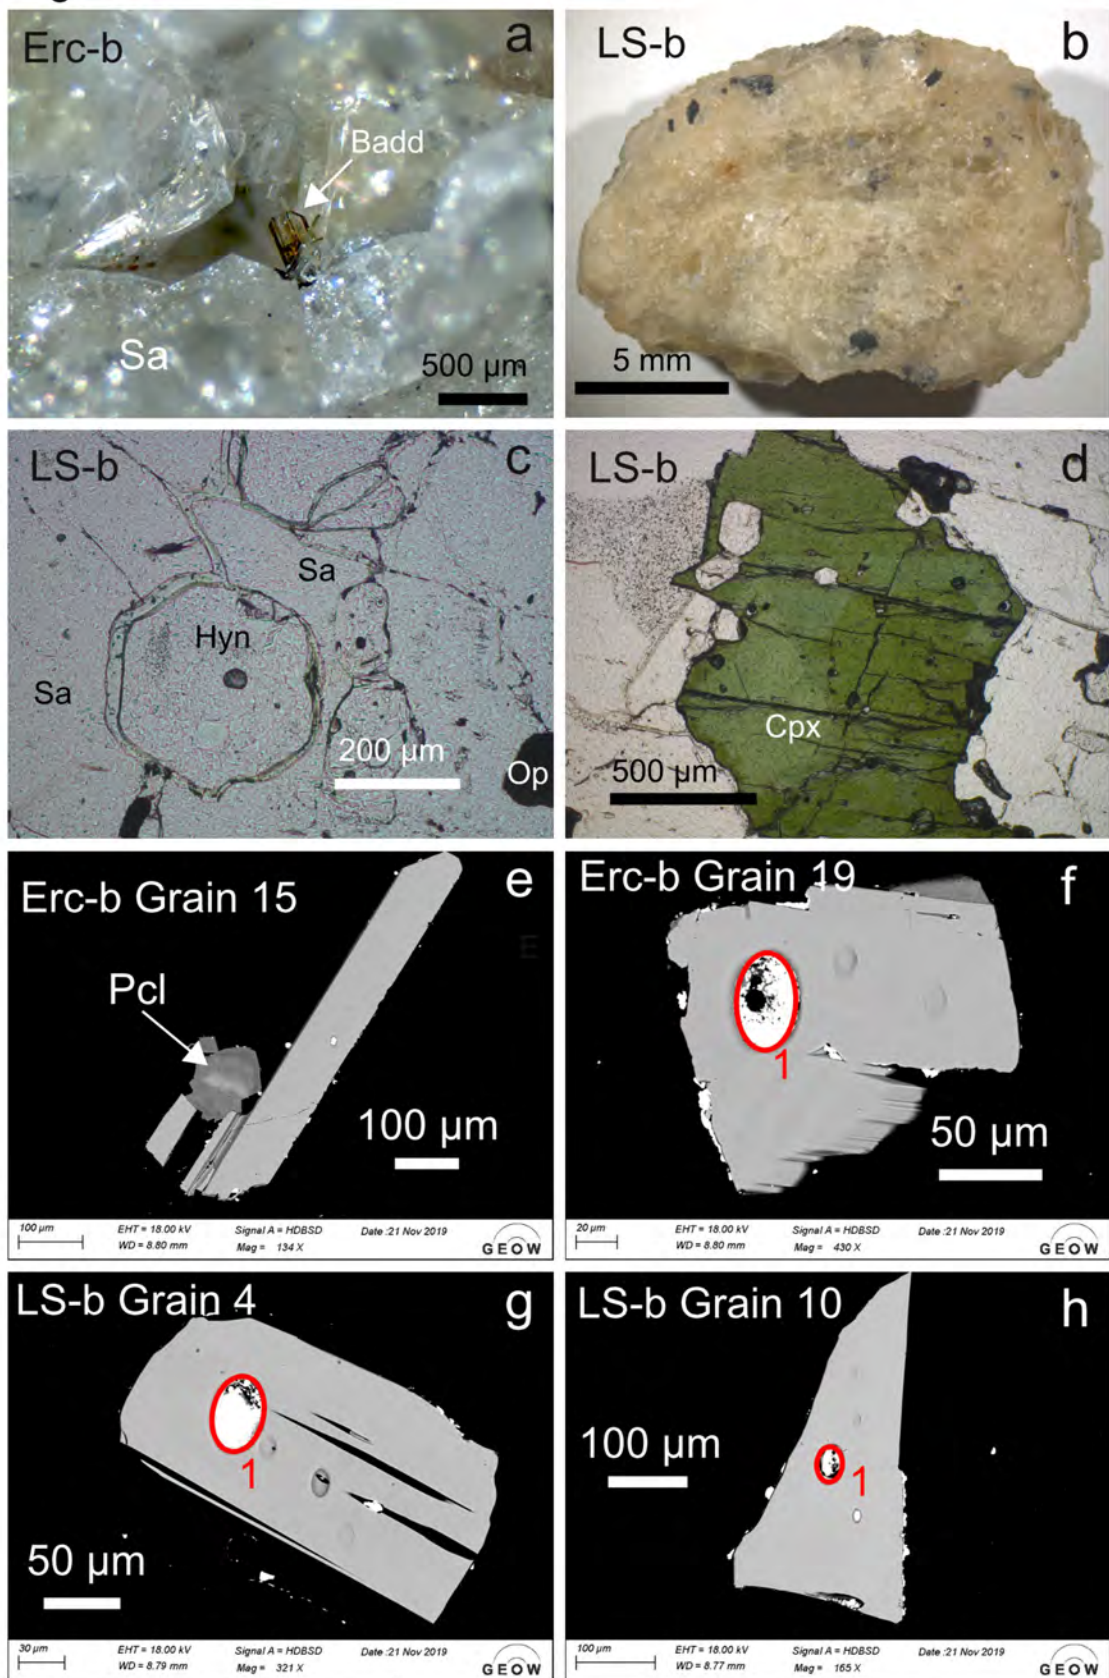 Erc-b
a
Badd
Sa
500 µm
LS-b
b
5 mm
LS-b
c
Sa
Hyn
Sa
200 µm
Op
LS-b
d
Cpx
500 µm
Erc-b Grain 15
e
Pcl
100 µm
100 µm
EHT = 18.00 kV
Signal A = HDBSD
Date :21 Nov 2019
WD = 8.80 mm
Mag = 134 X
GEOW
Erc-b Grain 19
f
1
50 µm
20 µm
EHT = 18.00 kV
Signal A = HDBSD
Date :21 Nov 2019
WD = 8.80 mm
Mag = 430 X
GEOW
LS-b Grain 4
g
1
50 µm
30 µm
EHT = 18.00 kV
Signal A = HDBSD
Date :21 Nov 2019
WD = 8.79 mm
Mag = 321 X
GEOW
LS-b Grain 10
h
100 µm
1
100 µm
EHT = 18.00 kV
Signal A = HDBSD
Date :21 Nov 2019
WD = 8.77 mm
Mag = 165 X
GEOW